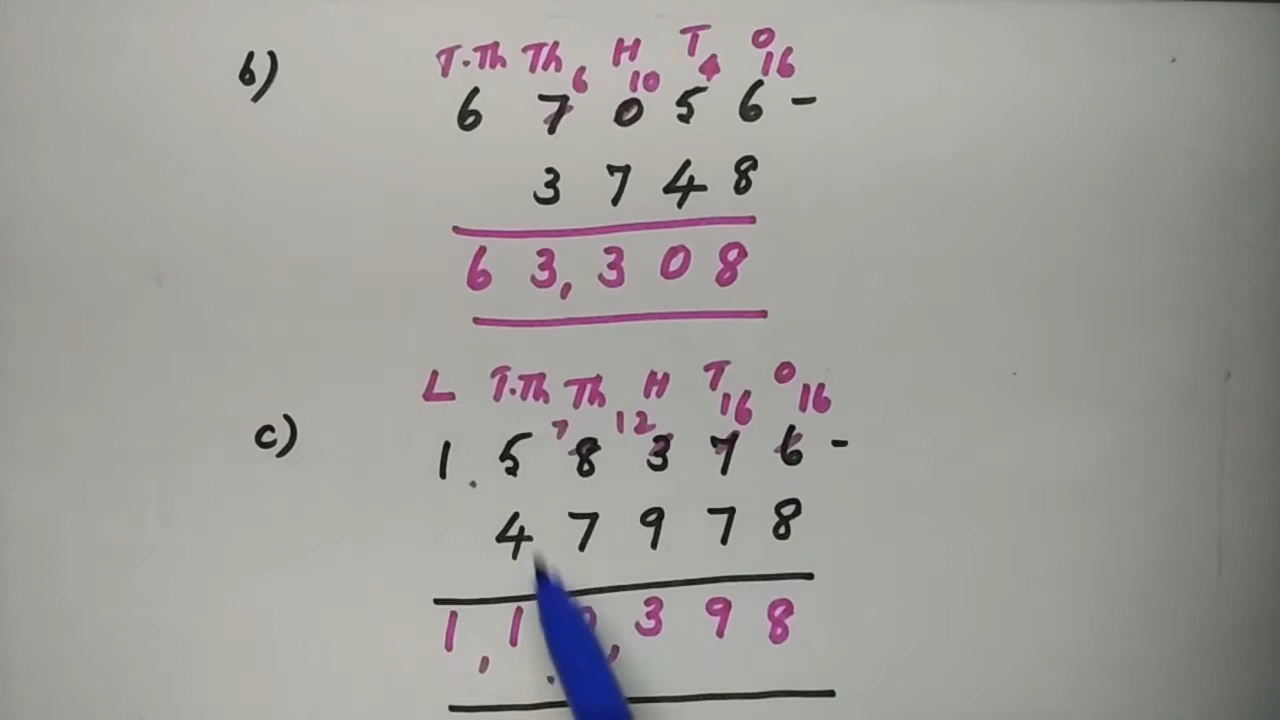 b) T.Th Th H T O
6 10 4 16
6 7 0 5 6 -
3 7 4 8
6 3, 3 0 8
L T.Th Th H T O
7 12 16 16
c) 1 5 8 3 7 6 -
4 7 9 7 8
1, 1 , 3 9 8